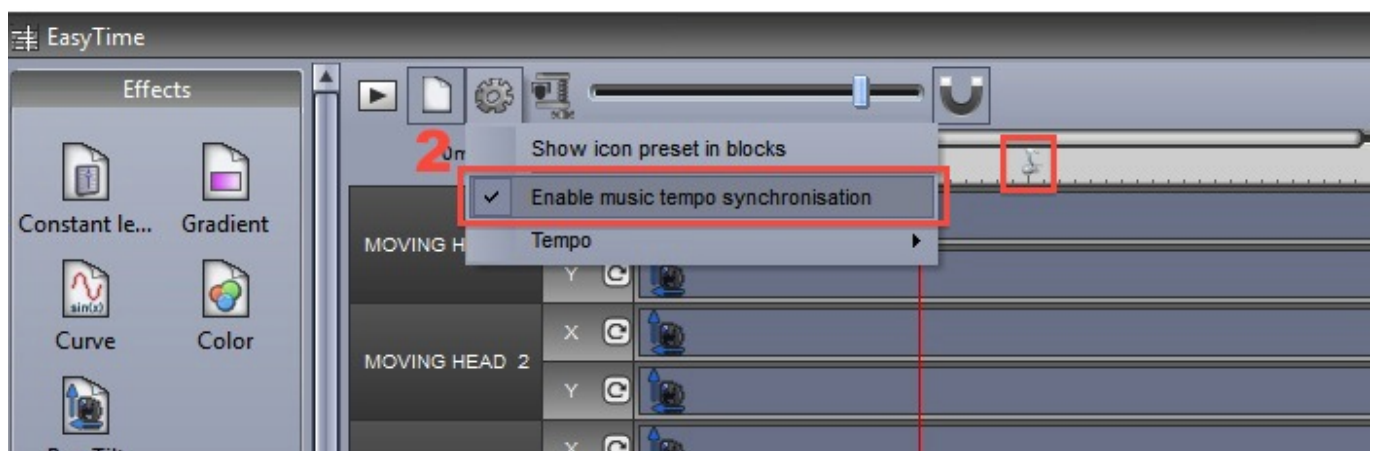 EasyTime
Effects
Constant le...
Gradient
sin(x)
Curve
Color
2
Show icon preset in blocks
Enable music tempo synchronisation
Tempo
MOVING H
Y
X
MOVING HEAD 2
Y
X